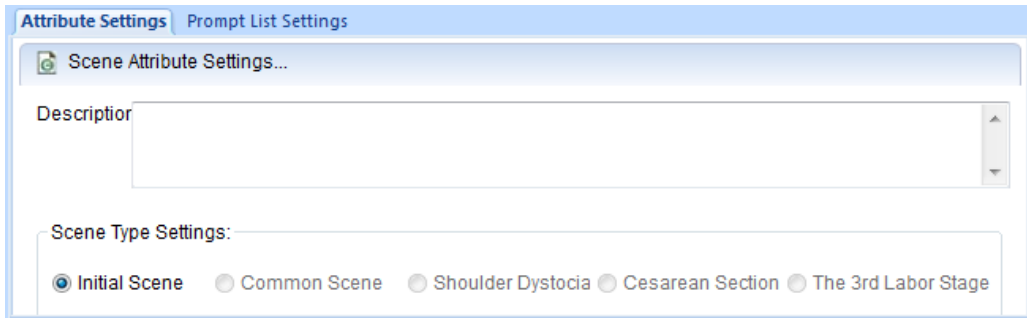 Attribute Settings Prompt List Settings
Scene Attribute Settings...
Description
Scene Type Settings:
Initial Scene Common Scene Shoulder Dystocia Cesarean Section The 3rd Labor Stage